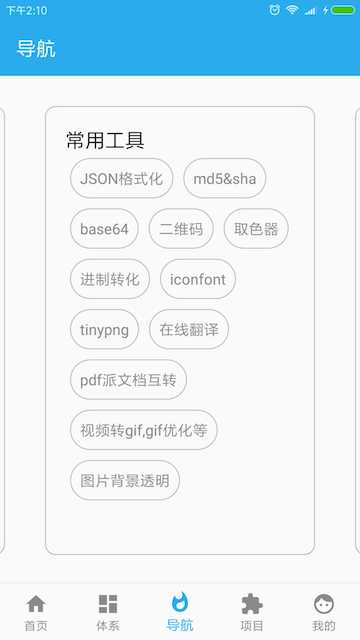 下午2:10
导航
常用工具
JSON格式化 md5&sha
base64 二维码 取色器
进制转化 iconfont
tinypng 在线翻译
pdf派文档互转
视频转gif,gif优化等
图片背景透明
首页 体系 导航 项目 我的